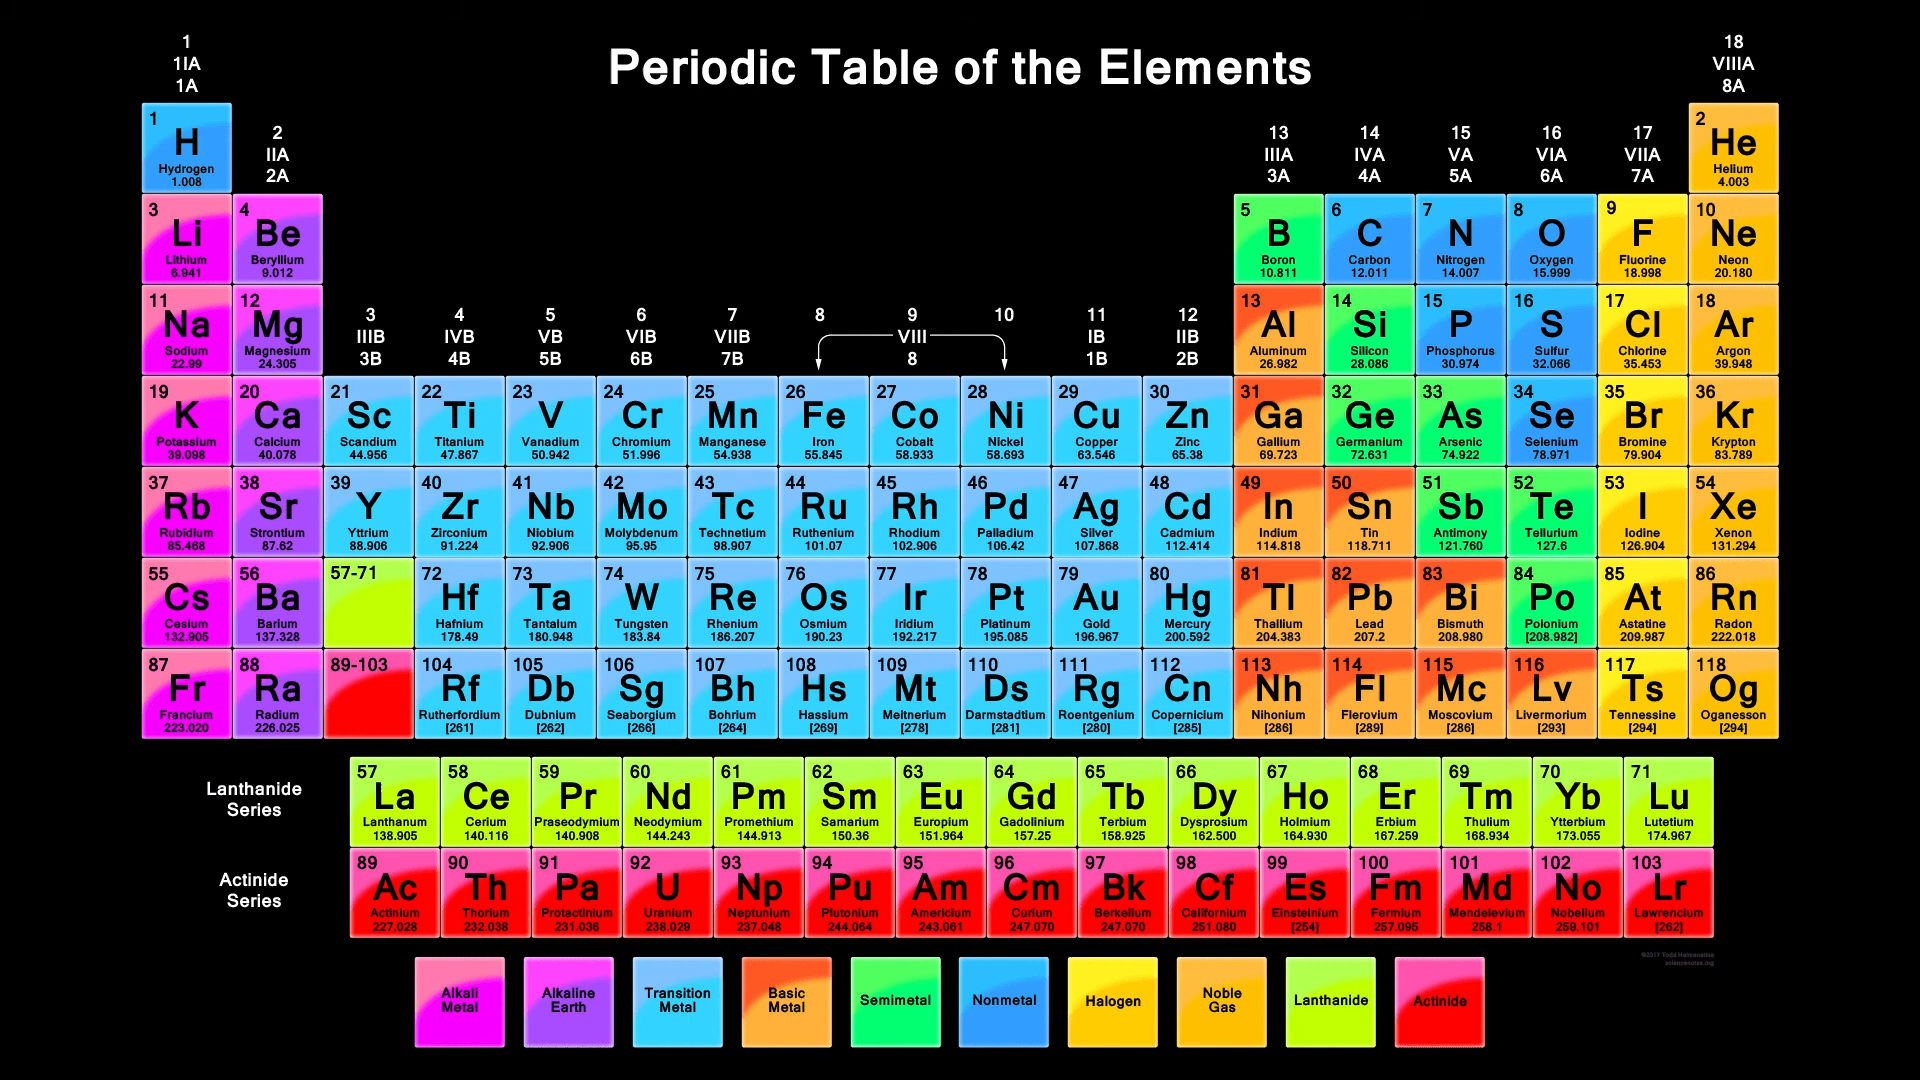 Periodic Table of the Elements
1
1IA
1A
18
VIIIA
8A
1
H
Hydrogen
1.008
2
IIA
2A
13
IIIA
3A
14
IVA
4A
15
VA
5A
16
VIA
6A
17
VIIA
7A
2
He
Helium
4.003
3
Li
Lithium
6.941
4
Be
Beryllium
9.012
5
B
Boron
10.811
6
C
Carbon
12.011
7
N
Nitrogen
14.007
8
O
Oxygen
15.999
9
F
Fluorine
18.998
10
Ne
Neon
20.180
11
Na
Sodium
22.99
12
Mg
Magnesium
24.305
3
IIIB
3B
4
IVB
4B
5
VB
5B
6
VIB
6B
7
VIIB
7B
8
9
10
VIII
8
11
IB
1B
12
IIB
2B
13
Al
Aluminum
26.982
14
Si
Silicon
28.086
15
P
Phosphorus
30.974
16
S
Sulfur
32.066
17
Cl
Chlorine
35.453
18
Ar
Argon
39.948
19
K
Potassium
39.098
20
Ca
Calcium
40.078
21
Sc
Scandium
44.956
22
Ti
Titanium
47.867
23
V
Vanadium
50.942
24
Cr
Chromium
51.996
25
Mn
Manganese
54.938
26
Fe
Iron
55.845
27
Co
Cobalt
58.933
28
Ni
Nickel
58.693
29
Cu
Copper
63.546
30
Zn
Zinc
65.38
31
Ga
Gallium
69.723
32
Ge
Germanium
72.631
33
As
Arsenic
74.922
34
Se
Selenium
78.971
35
Br
Bromine
79.904
36
Kr
Krypton
83.789
37
Rb
Rubidium
85.468
38
Sr
Strontium
87.62
39
Y
Yttrium
88.906
40
Zr
Zirconium
91.224
41
Nb
Niobium
92.906
42
Mo
Molybdenum
95.95
43
Tc
Technetium
98.907
44
Ru
Ruthenium
101.07
45
Rh
Rhodium
102.906
46
Pd
Palladium
106.42
47
Ag
Silver
107.868
48
Cd
Cadmium
112.414
49
In
Indium
114.818
50
Sn
Tin
118.711
51
Sb
Antimony
121.760
52
Te
Tellurium
127.6
53
I
Iodine
126.904
54
Xe
Xenon
131.294
55
Cs
Cesium
132.905
56
Ba
Barium
137.328
57-71
72
Hf
Hafnium
178.49
73
Ta
Tantalum
180.948
74
W
Tungsten
183.84
75
Re
Rhenium
186.207
76
Os
Osmium
190.23
77
Ir
Iridium
192.217
78
Pt
Platinum
195.085
79
Au
Gold
196.967
80
Hg
Mercury
200.592
81
Tl
Thallium
204.383
82
Pb
Lead
207.2
83
Bi
Bismuth
208.980
84
Po
Polonium
[208.982]
85
At
Astatine
209.987
86
Rn
Radon
222.018
87
Fr
Francium
223.020
88
Ra
Radium
226.025
89-103
104
Rf
Rutherfordium
[261]
105
Db
Dubnium
[262]
106
Sg
Seaborgium
[266]
107
Bh
Bohrium
[264]
108
Hs
Hassium
[269]
109
Mt
Meitnerium
[278]
110
Ds
Darmstadtium
[281]
111
Rg
Roentgenium
[280]
112
Cn
Copernicium
[285]
113
Nh
Nihonium
[286]
114
Fl
Flerovium
[289]
115
Mc
Moscovium
[286]
116
Lv
Livermorium
[293]
117
Ts
Tennessine
[294]
118
Og
Oganesson
[294]
Lanthanide
Series
57
La
Lanthanum
138.905
58
Ce
Cerium
140.116
59
Pr
Praseodymium
140.908
60
Nd
Neodymium
144.243
61
Pm
Promethium
144.913
62
Sm
Samarium
150.36
63
Eu
Europium
151.964
64
Gd
Gadolinium
157.25
65
Tb
Terbium
158.925
66
Dy
Dysprosium
162.500
67
Ho
Holmium
164.930
68
Er
Erbium
167.259
69
Tm
Thulium
168.934
70
Yb
Ytterbium
173.055
71
Lu
Lutetium
174.967
Actinide
Series
89
Ac
Actinium
227.028
90
Th
Thorium
232.038
91
Pa
Protactinium
231.036
92
U
Uranium
238.029
93
Np
Neptunium
237.048
94
Pu
Plutonium
244.064
95
Am
Americium
243.061
96
Cm
Curium
247.070
97
Bk
Berkelium
247.070
98
Cf
Californium
251.080
99
Es
Einsteinium
[254]
100
Fm
Fermium
257.095
101
Md
Mendelevium
258.1
102
No
Nobelium
259.101
103
Lr
Lawrencium
[262]
©2017 Todd Helmenstine
sciencenotes.org
Alkali
Metal
Alkaline
Earth
Transition
Metal
Basic
Metal
Semimetal
Nonmetal
Halogen
Noble
Gas
Lanthanide
Actinide